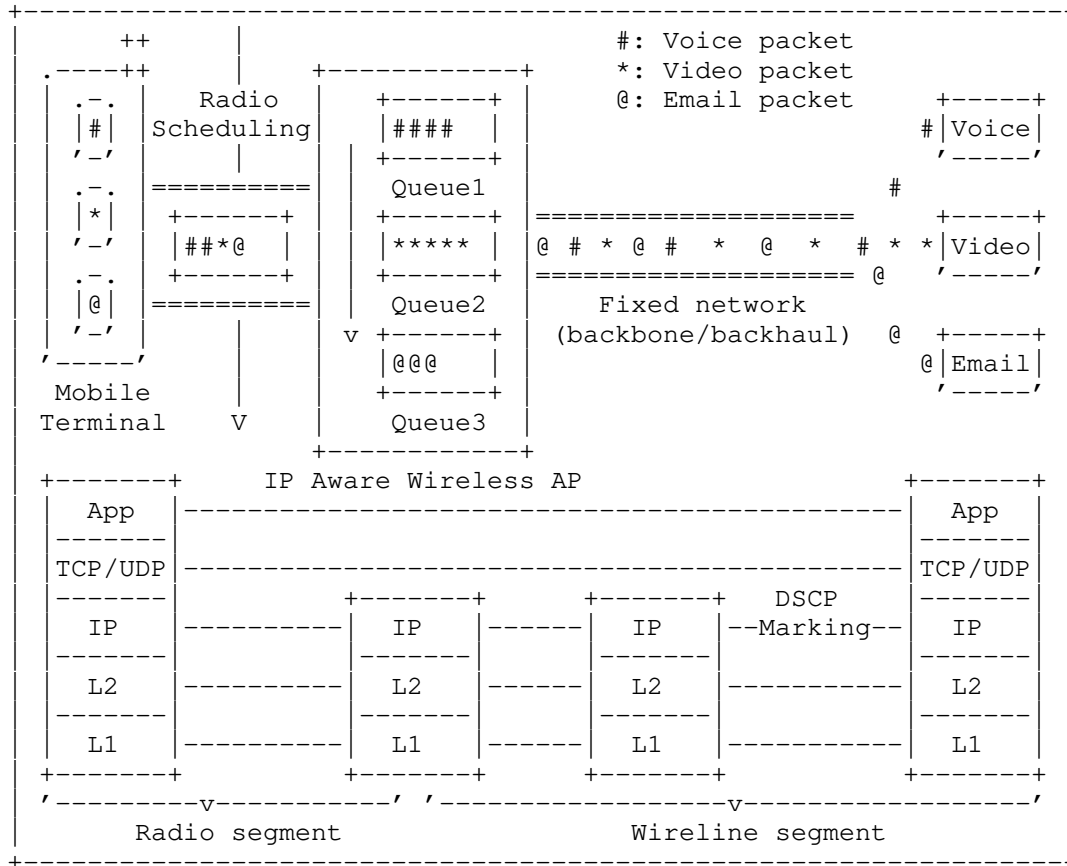 ++ #: Voice packet
.----++ +------------+ *: Video packet
.-. Radio +------+ @: Email packet +-----+
|#| Scheduling |#### | #|Voice|
'-' +------+ '-----'
.-. ========== Queue1 #
|*| +------+ +------+ ==================== +-----+
'-' |##*@ | |***** | @ # * @ # * @ * # * *|Video|
.-. +------+ +------+ ==================== @ '-----'
|@| ========== Queue2 Fixed network
'-' v +------+ (backbone/backhaul) @ +-----+
'-----' |@@@ | @|Email|
Mobile +------+ '-----'
Terminal V Queue3
+------------+
+-------+ IP Aware Wireless AP +-------+
| App |---------------------------------------------| App |
|-------| |-------|
|TCP/UDP|---------------------------------------------|TCP/UDP|
|-------| +-------+ +-------+ DSCP |-------|
| IP |----------| IP |------| IP |--Marking--| IP |
|-------| |-------| |-------| |-------|
| L2 |----------| L2 |------| L2 |-----------| L2 |
|-------| |-------| |-------| |-------|
| L1 |----------| L1 |------| L1 |-----------| L1 |
+-------+ +-------+ +-------+ +-------+
'---------v-----------' '------------------v------------------'
Radio segment Wireline segment